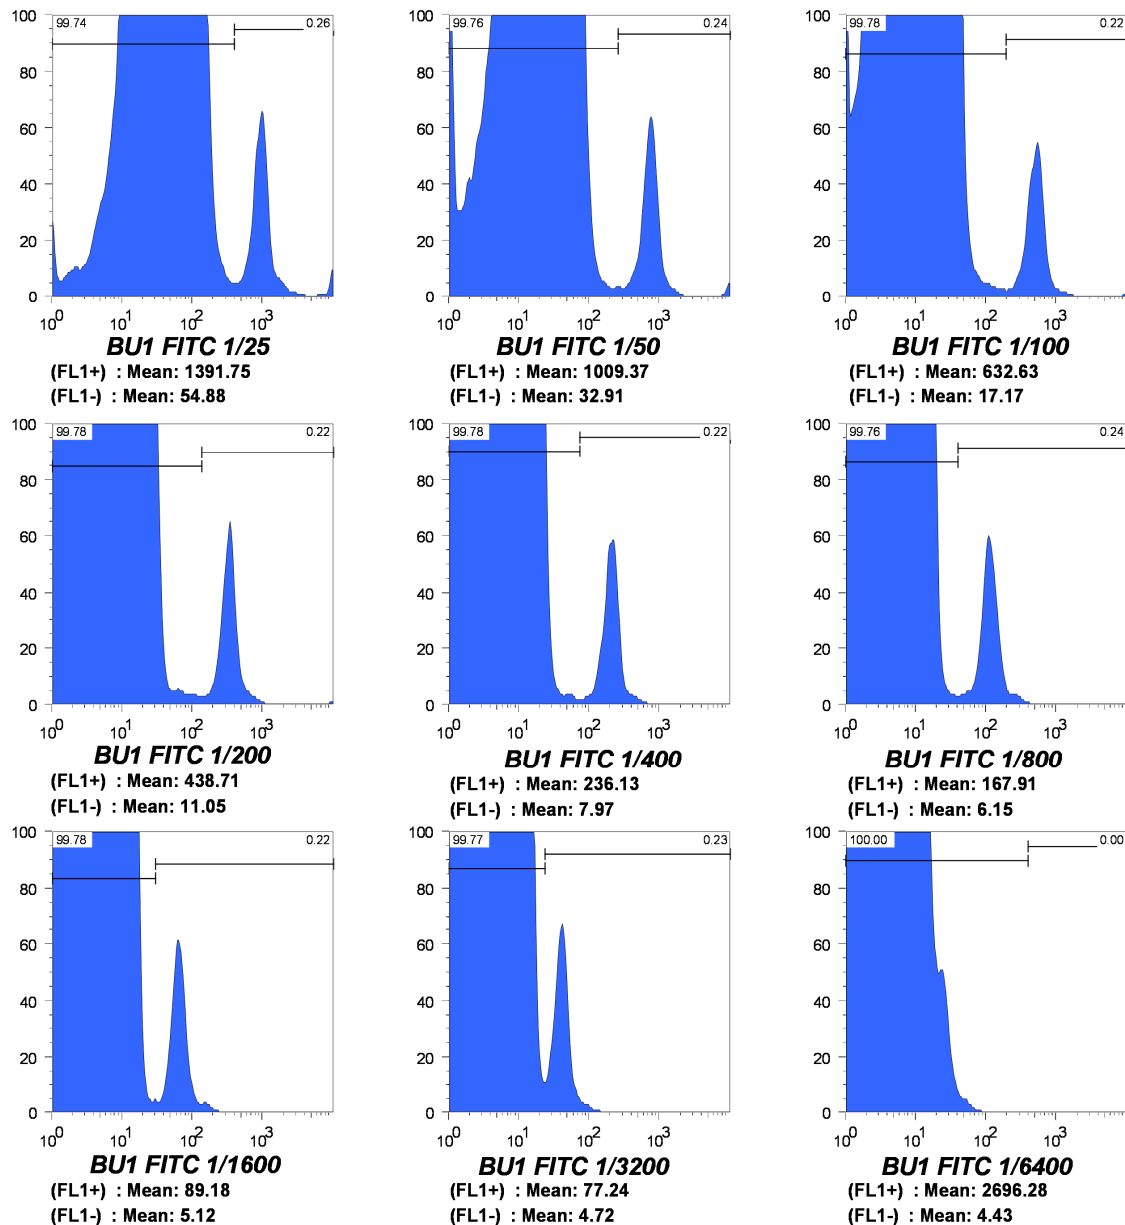 99.74 0.26
100
80
60
40
20
0
10^0 10^1 10^2 10^3
BU1 FITC 1/25
(FL1+) : Mean: 1391.75
(FL1-) : Mean: 54.88
99.76 0.24
100
80
60
40
20
0
10^0 10^1 10^2 10^3
BU1 FITC 1/50
(FL1+) : Mean: 1009.37
(FL1-) : Mean: 32.91
99.78 0.22
100
80
60
40
20
0
10^0 10^1 10^2 10^3
BU1 FITC 1/100
(FL1+) : Mean: 632.63
(FL1-) : Mean: 17.17
99.78 0.22
100
80
60
40
20
0
10^0 10^1 10^2 10^3
BU1 FITC 1/200
(FL1+) : Mean: 438.71
(FL1-) : Mean: 11.05
99.78 0.22
100
80
60
40
20
0
10^0 10^1 10^2 10^3
BU1 FITC 1/400
(FL1+) : Mean: 236.13
(FL1-) : Mean: 7.97
99.76 0.24
100
80
60
40
20
0
10^0 10^1 10^2 10^3
BU1 FITC 1/800
(FL1+) : Mean: 167.91
(FL1-) : Mean: 6.15
99.78 0.22
100
80
60
40
20
0
10^0 10^1 10^2 10^3
BU1 FITC 1/1600
(FL1+) : Mean: 89.18
(FL1-) : Mean: 5.12
99.77 0.23
100
80
60
40
20
0
10^0 10^1 10^2 10^3
BU1 FITC 1/3200
(FL1+) : Mean: 77.24
(FL1-) : Mean: 4.72
100.00 0.00
100
80
60
40
20
0
10^0 10^1 10^2 10^3
BU1 FITC 1/6400
(FL1+) : Mean: 2696.28
(FL1-) : Mean: 4.43